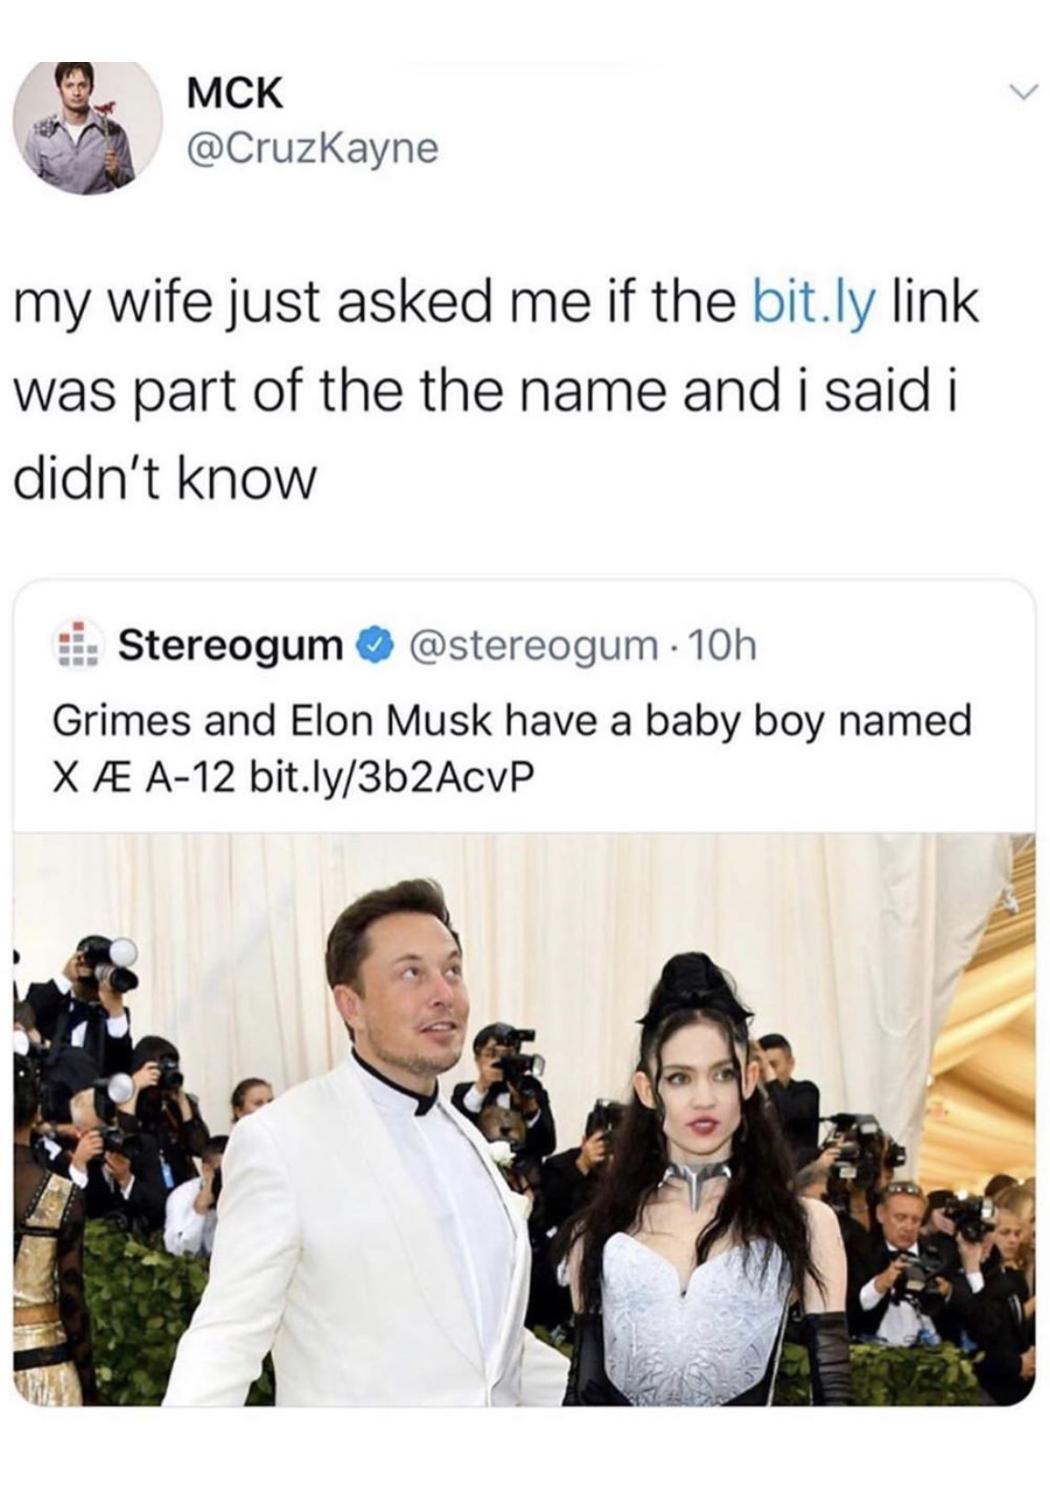 MCK
@CruzKayne
my wife just asked me if the bit.ly link
was part of the the name and i said i
didn't know
Stereogum @stereogum · 10h
Grimes and Elon Musk have a baby boy named
X Æ A-12 bit.ly/3b2AcvP